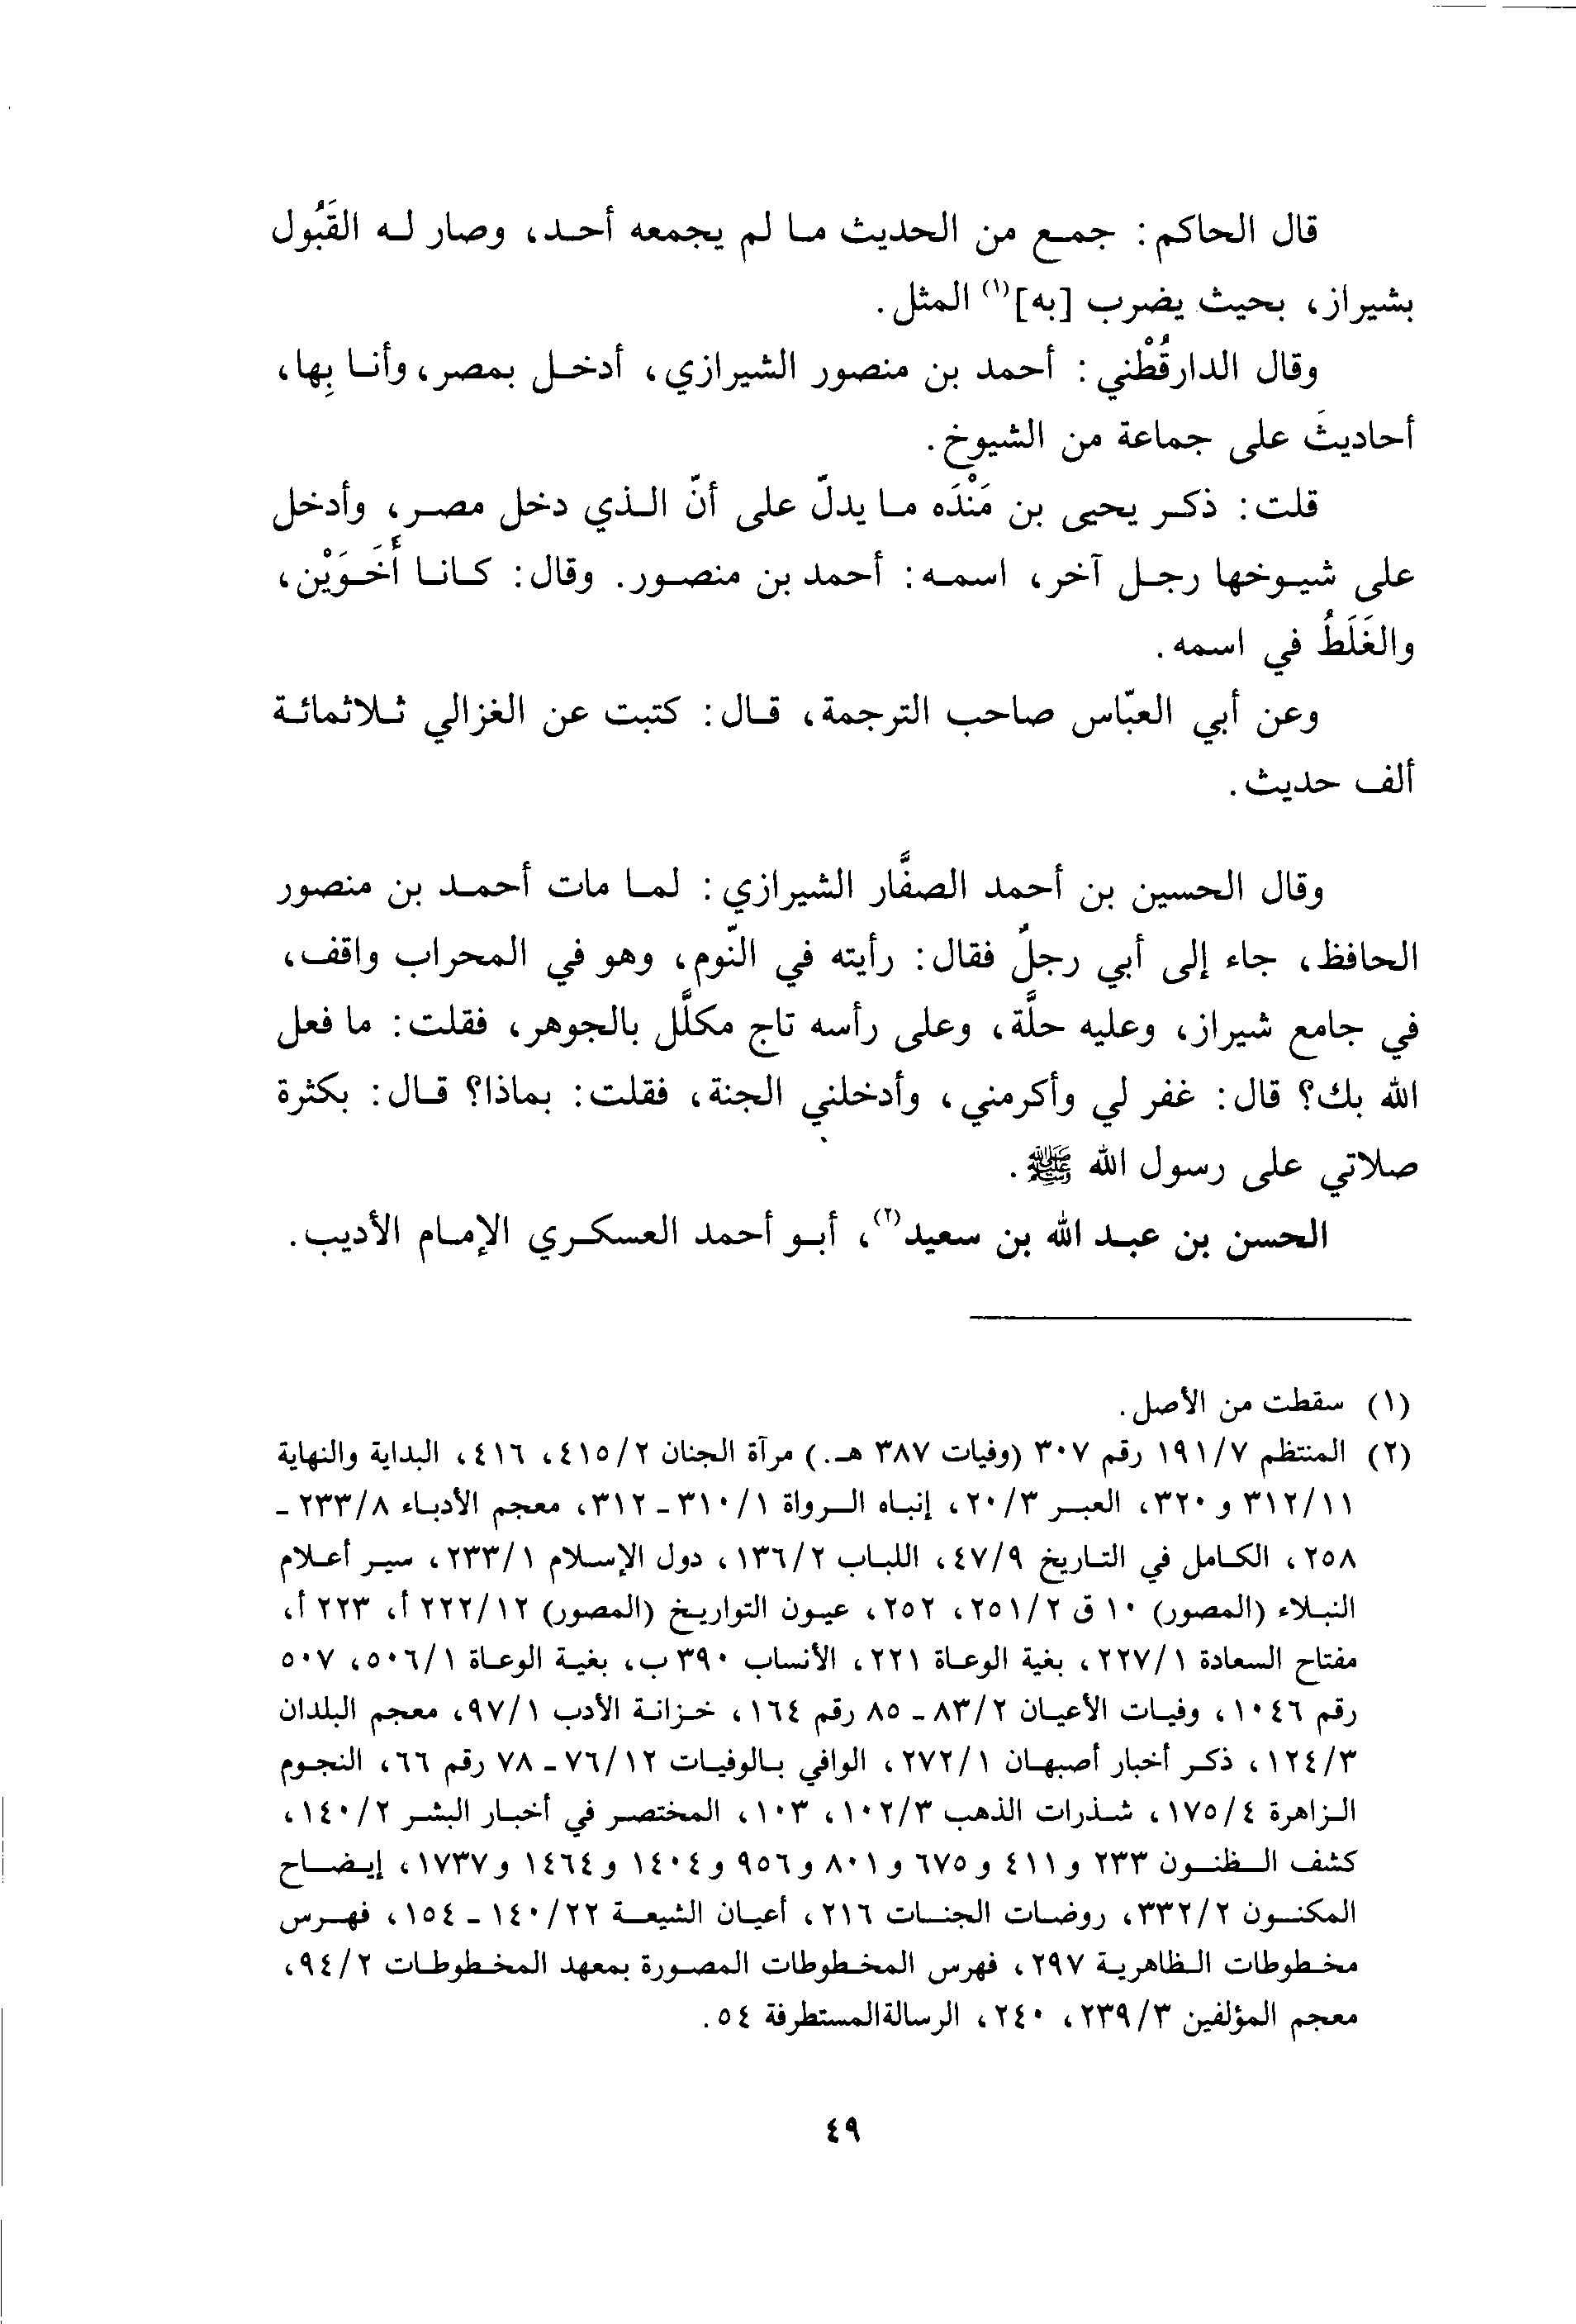 قال الحاكم: جمع من الحديث ما لم يجمعه أحد، وصار له القَبُول
بشيراز، بحيث يضرب [به](١) المثل.
وقال الدارقُطْني: أحمد بن منصور الشيرازي، أدخل بمصر، وأنا بِها،
أحاديثَ على جماعة من الشيوخ.
قلت: ذكر يحيى بن مَنْدَه ما يدلّ على أنّ الذي دخل مصر، وأدخل
على شيوخها رجل آخر، اسمه: أحمد بن منصور. وقال: كانا أَخَوَيْن،
والغَلَطُ في اسمه.
وعن أبي العبّاس صاحب الترجمة، قال: كتبت عن الغزالي ثلاثمائة
ألف حديث.
وقال الحسين بن أحمد الصفَّار الشيرازي: لما مات أحمد بن منصور
الحافظ، جاء إلى أبي رجلٌ فقال: رأيته في النّوم، وهو في المحراب واقف،
في جامع شيراز، وعليه حلَّة، وعلى رأسه تاج مكلَّل بالجوهر، فقلت: ما فعل
الله بك؟ قال: غفر لي وأكرمني، وأدخلني الجنة، فقلت: بماذا؟ قال: بكثرة
صلاتي على رسول الله ﷺ.
الحسن بن عبد الله بن سعيد(٢)، أبو أحمد العسكري الإمام الأديب.
(١) سقطت من الأصل.
(٢) المنتظم ١٩١/٧ رقم ٣٠٧ (وفيات ٣٨٧ هـ.) مرآة الجنان ٤١٥/٢، ٤١٦، البداية والنهاية
٣١٢/١١ و ٣٢٠، العبر ٢٠/٣، إنباه الرواة ٣١٠/١ - ٣١٢، معجم الأدباء ٢٣٣/٨ -
٢٥٨، الكامل في التاريخ ٤٧/٩، اللباب ١٣٦/٢، دول الإسلام ٢٣٣/١، سير أعلام
النبلاء (المصور) ١٠ ق ٢٥١/٢، ٢٥٢، عيون التواريخ (المصور) ٢٢٢/١٢ أ، ٢٢٣ أ،
مفتاح السعادة ٢٢٧/١، بغية الوعاة ٢٢١، الأنساب ٣٩٠ ب، بغية الوعاة ٥٠٦/١، ٥٠٧
رقم ١٠٤٦، وفيات الأعيان ٨٣/٢ - ٨٥ رقم ١٦٤، خزانة الأدب ٩٧/١، معجم البلدان
١٢٤/٣، ذكر أخبار أصبهان ٢٧٢/١، الوافي بالوفيات ٧٦/١٢ - ٧٨ رقم ٦٦، النجوم
الزاهرة ١٧٥/٤، شذرات الذهب ١٠٢/٣، ١٠٣، المختصر في أخبار البشر ١٤٠/٢،
كشف الظنون ٢٣٣ و ٤١١ و ٦٧٥ و ٨٠١ و ٩٥٦ و ١٤٠٤ و ١٤٦٤ و ١٧٣٧، إيضاح
المكنون ٣٣٢/٢، روضات الجنات ٢١٦، أعيان الشيعة ١٤٠/٢٢ - ١٥٤، فهرس
مخطوطات الظاهرية ٢٩٧، فهرس المخطوطات المصورة بمعهد المخطوطات ٩٤/٢،
معجم المؤلفين ٢٣٩/٣، ٢٤٠، الرسالة المستطرفة ٥٤.
٤٩